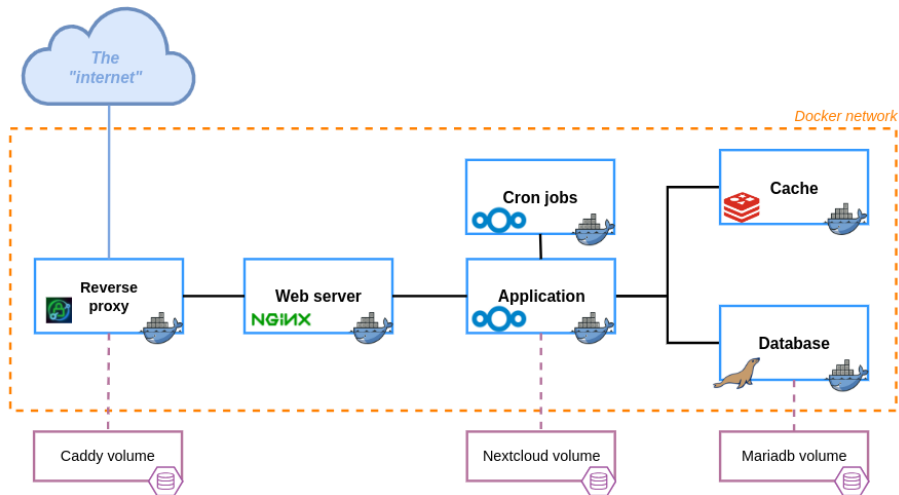 The
"internet"
Docker network
Cron jobs
Cache
Reverse
proxy
Web server
NGINX
Application
Database
Caddy volume
Nextcloud volume
Mariadb volume